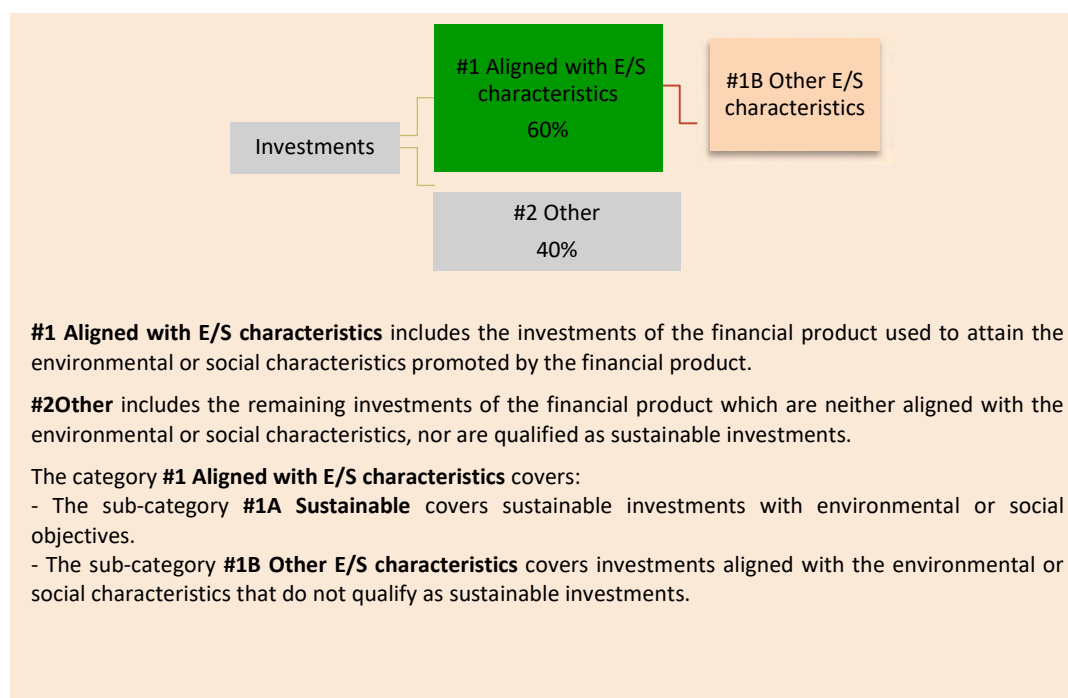 #1 Aligned with E/S
characteristics
60%
#1B Other E/S
characteristics
Investments
#2 Other
40%
#1 Aligned with E/S characteristics includes the investments of the financial product used to attain the
environmental or social characteristics promoted by the financial product.
#2Other includes the remaining investments of the financial product which are neither aligned with the
environmental or social characteristics, nor are qualified as sustainable investments.
The category #1 Aligned with E/S characteristics covers:
- The sub-category #1A Sustainable covers sustainable investments with environmental or social
objectives.
- The sub-category #1B Other E/S characteristics covers investments aligned with the environmental or
social characteristics that do not qualify as sustainable investments.